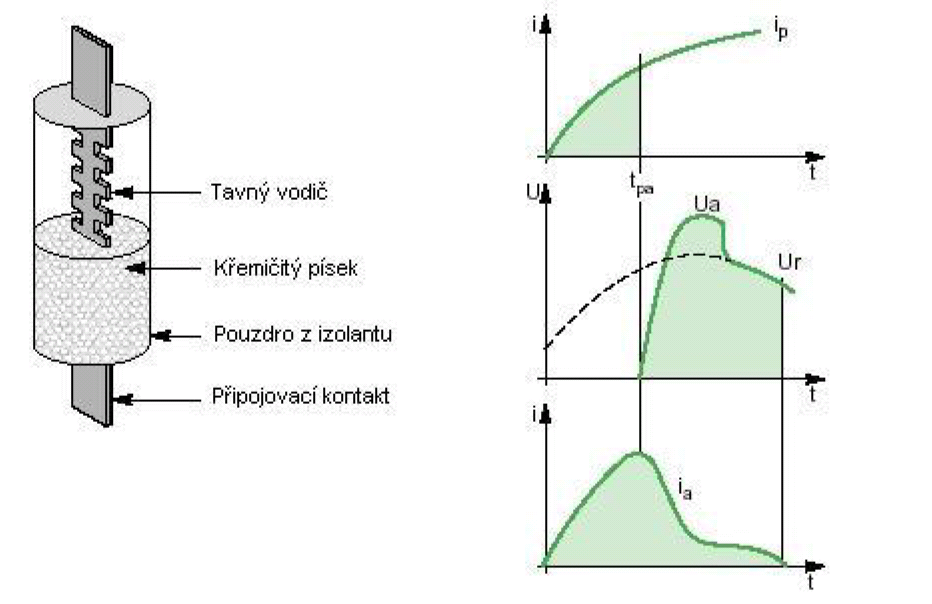 Tavný vodič
Křemičitý písek
Pouzdro z izolantu
Připojovací kontakt
i
ip
t
tpa
U
Ua
Ur
t
i
ia
t